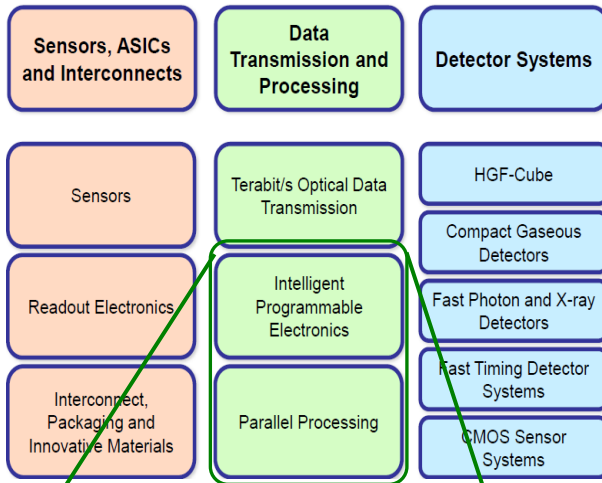 Sensors, ASICs
and Interconnects
Data
Transmission and
Processing
Detector Systems
Sensors
Readout Electronics
Interconnect,
Packaging and
Innovative Materials
Terabit/s Optical Data
Transmission
Intelligent
Programmable
Electronics
Parallel Processing
HGF-Cube
Compact Gaseous
Detectors
Fast Photon and X-ray
Detectors
Fast Timing Detector
Systems
CMOS Sensor
Systems